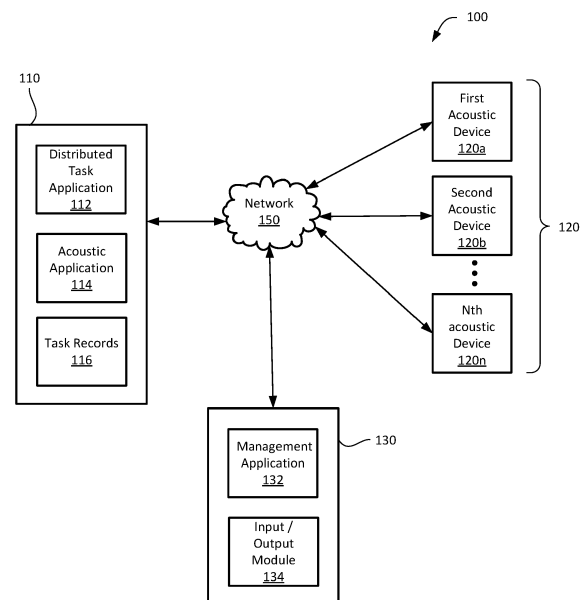 100
110
Distributed
Task
Application
112
Acoustic
Application
114
Task Records
116
Network
150
First
Acoustic
Device
120a
Second
Acoustic
Device
120b
Nth
acoustic
Device
120n
120
130
Management
Application
132
Input /
Output
Module
134